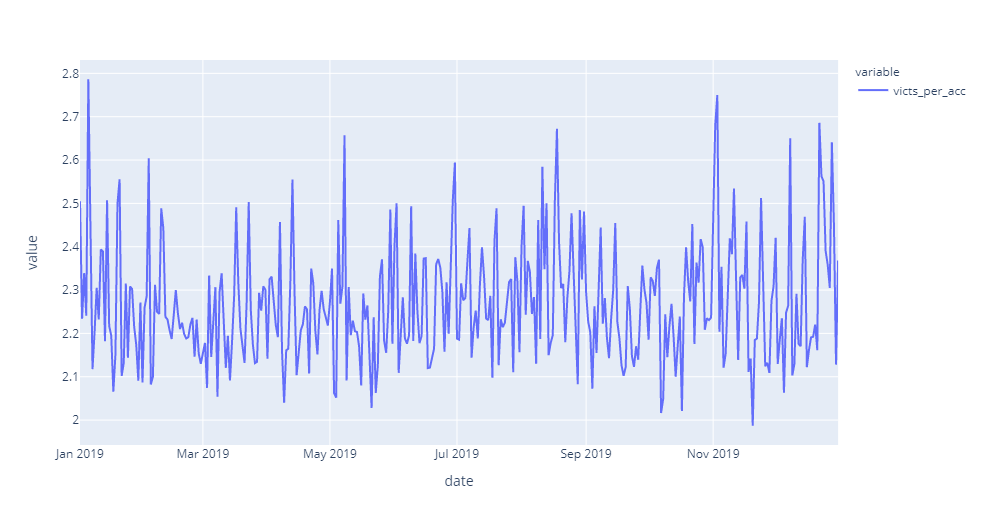 variable
victs_per_acc
2.8
2.7
2.6
2.5
2.4
2.3
2.2
2.1
2
value
Jan 2019
Mar 2019
May 2019
Jul 2019
Sep 2019
Nov 2019
date